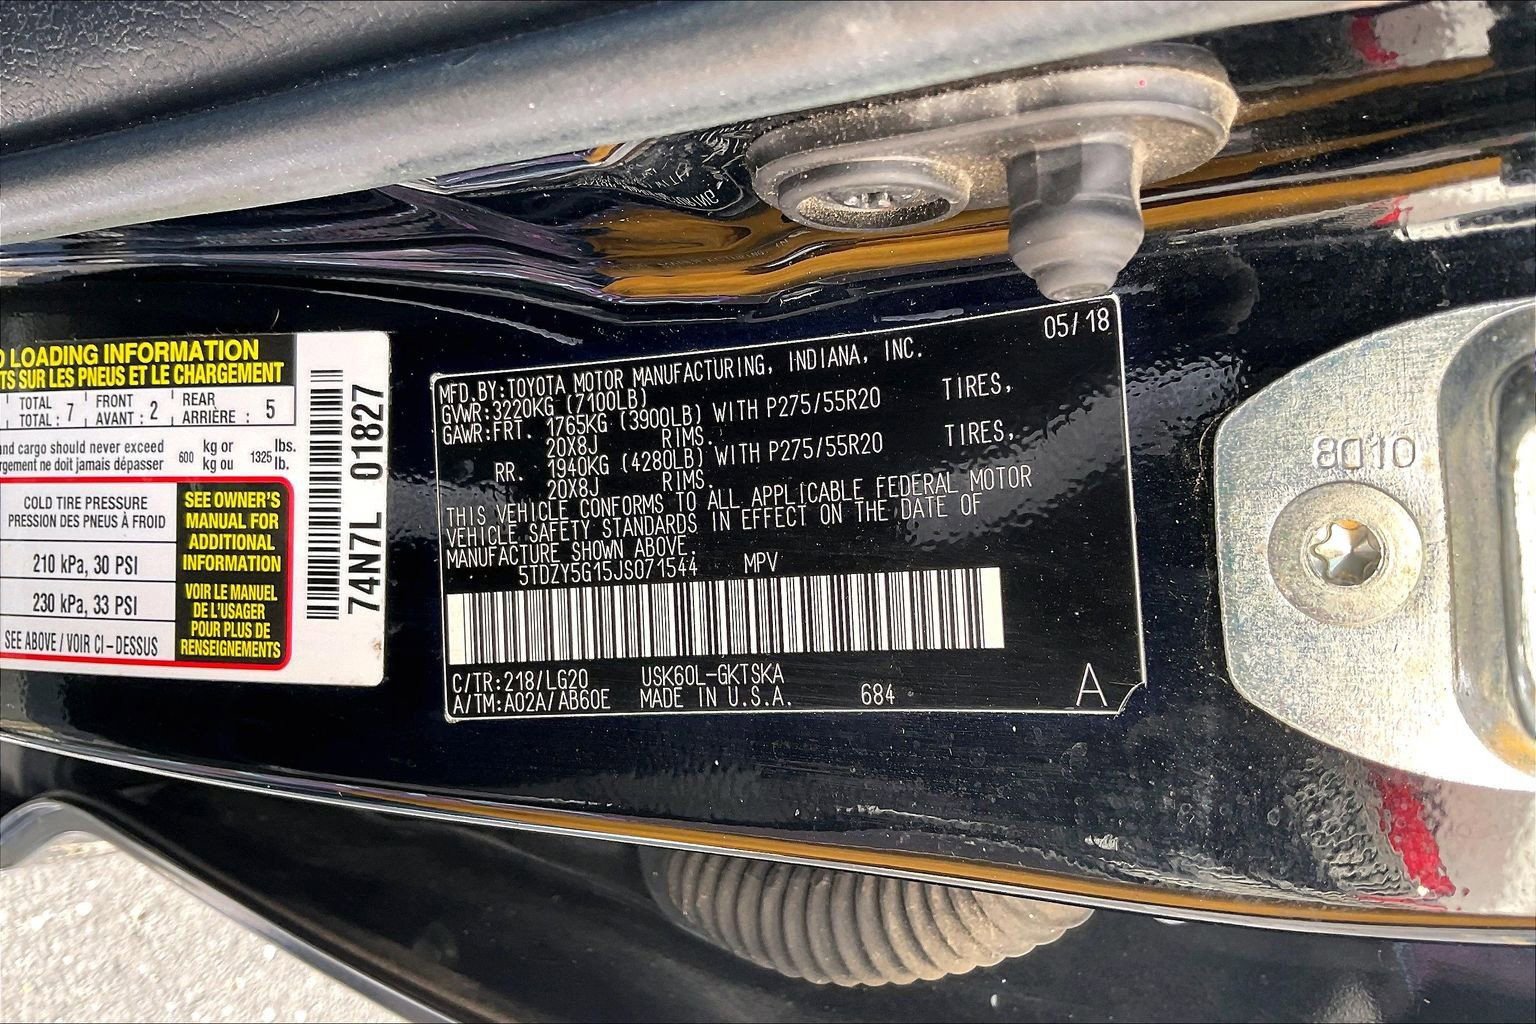 LOADING INFORMATION
TS SUR LES PNEUS ET LE CHARGEMENT
TOTAL
TOTAL : 7
FRONT
AVANT : 2
REAR
ARRIÈRE : 5
and cargo should never exceed
rgement ne doit jamais dépasser
600 kg or
kg ou
1325 lbs.
lb.
COLD TIRE PRESSURE
PRESSION DES PNEUS À FROID
210 kPa, 30 PSI
230 kPa, 33 PSI
SEE ABOVE / VOIR CI-DESSUS
SEE OWNER'S
MANUAL FOR
ADDITIONAL
INFORMATION
VOIR LE MANUEL
DE L'USAGER
POUR PLUS DE
RENSEIGNEMENTS
74N7L 01827
05/18
MFD.BY:TOYOTA MOTOR MANUFACTURING, INDIANA, INC.
GVWR:3220KG (7100LB)
GAWR:FRT. 1765KG (3900LB) WITH P275/55R20 TIRES,
20X8J RIMS.
RR. 1940KG (4280LB) WITH P275/55R20 TIRES,
20X8J RIMS.
THIS VEHICLE CONFORMS TO ALL APPLICABLE FEDERAL MOTOR
VEHICLE SAFETY STANDARDS IN EFFECT ON THE DATE OF
MANUFACTURE SHOWN ABOVE.
5TDZY5G15JS071544 MPV
C/TR:218/LG20 USK60L-GKTSKA
A/TM:A02A/AB60E MADE IN U.S.A. 684 A
8D10